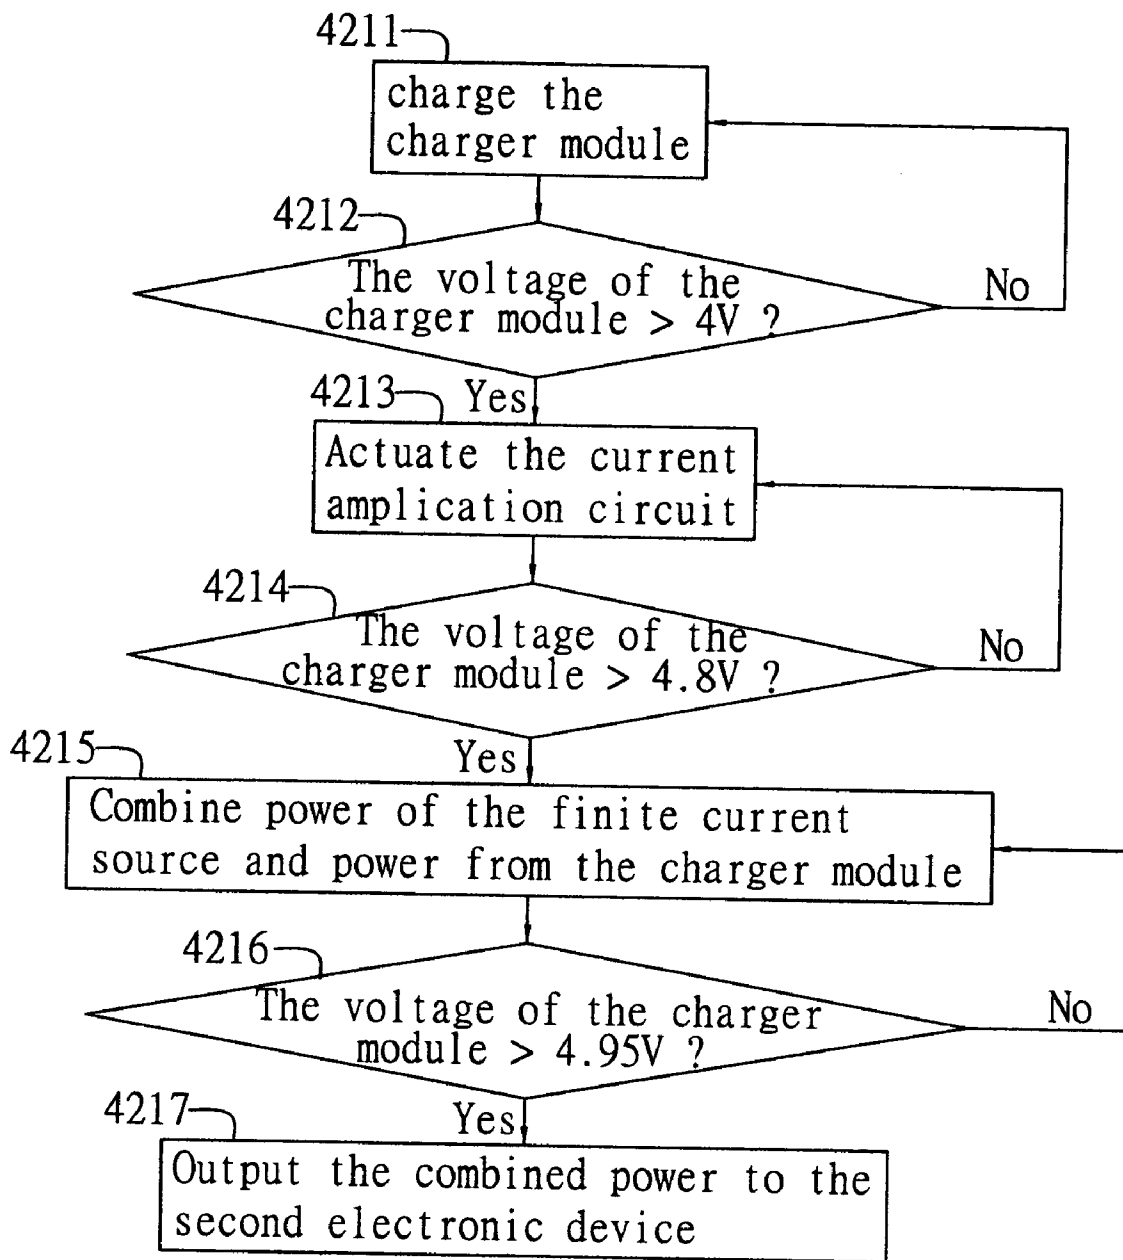 4211
charge the
charger module
4212
The voltage of the
charger module > 4V ?
No
4213
Yes
Actuate the current
amplication circuit
4214
The voltage of the
charger module > 4.8V ?
No
4215
Yes
Combine power of the finite current
source and power from the charger module
4216
The voltage of the charger
module > 4.95V ?
No
4217
Yes
Output the combined power to the
second electronic device